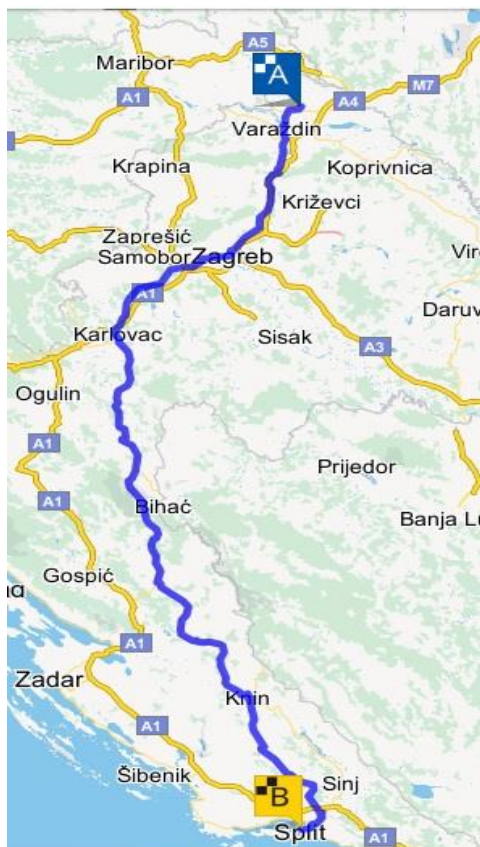 A5
Maribor
A
A1
A4
M7
Varaždin
Krapina
Koprivnica
Križevci
Zaprešić
Samobor
Zagreb
A1
Karlovac
Sisak
Daruv
A3
Ogulin
A1
Prijedor
A1
Bihać
Banja Lu
Gospić
A1
Zadar
Knin
A1
Šibenik
Sinj
B
Split
A1